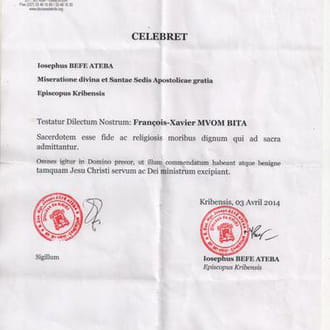 CELEBRET
Iosephus BEFE ATEBA
Miseratione divina et Santae Sedis Apostolicae gratia
Episcopus Kribensis
Testatur Dilectum Nostrum: François-Xavier MVOM BITA
Sacerdotem esse fide ac religiosis moribus dignum qui ad sacra
admittantur.
Omnes igitur in Domino precor, ut illum commendatum habeant atque benigne
tamquam Jesu Christi servum ac Dei ministrum excipiant.
Kribensis, 03 Avril 2014
Sigillum
Iosephus BEFE ATEBA
Episcopus Kribensis